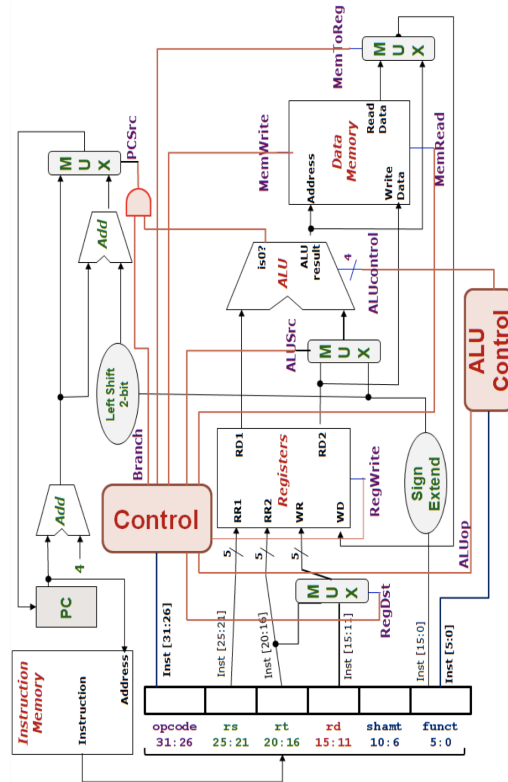 Instruction
Memory
Instruction
Address
PC
4
Add
Left Shift
2-bit
Add
M
U
X
PCSrc
Branch
Control
opcode
31:26
rs
25:21
rt
20:16
rd
15:11
shamt
10:6
funct
5:0
Inst [31:26]
Inst [25:21]
Inst [20:16]
Inst [15:11]
Inst [15:0]
Inst [5:0]
5
5
5
M
U
X
RegDst
RR1
RR2
WR
WD
Registers
RD1
RD2
RegWrite
Sign
Extend
ALUop
ALUSrc
M
U
X
is0?
ALU
ALU
result
4
ALUcontrol
ALU
Control
MemWrite
Address
Data
Memory
Read
Data
Write
Data
MemRead
MemToReg
M
U
X